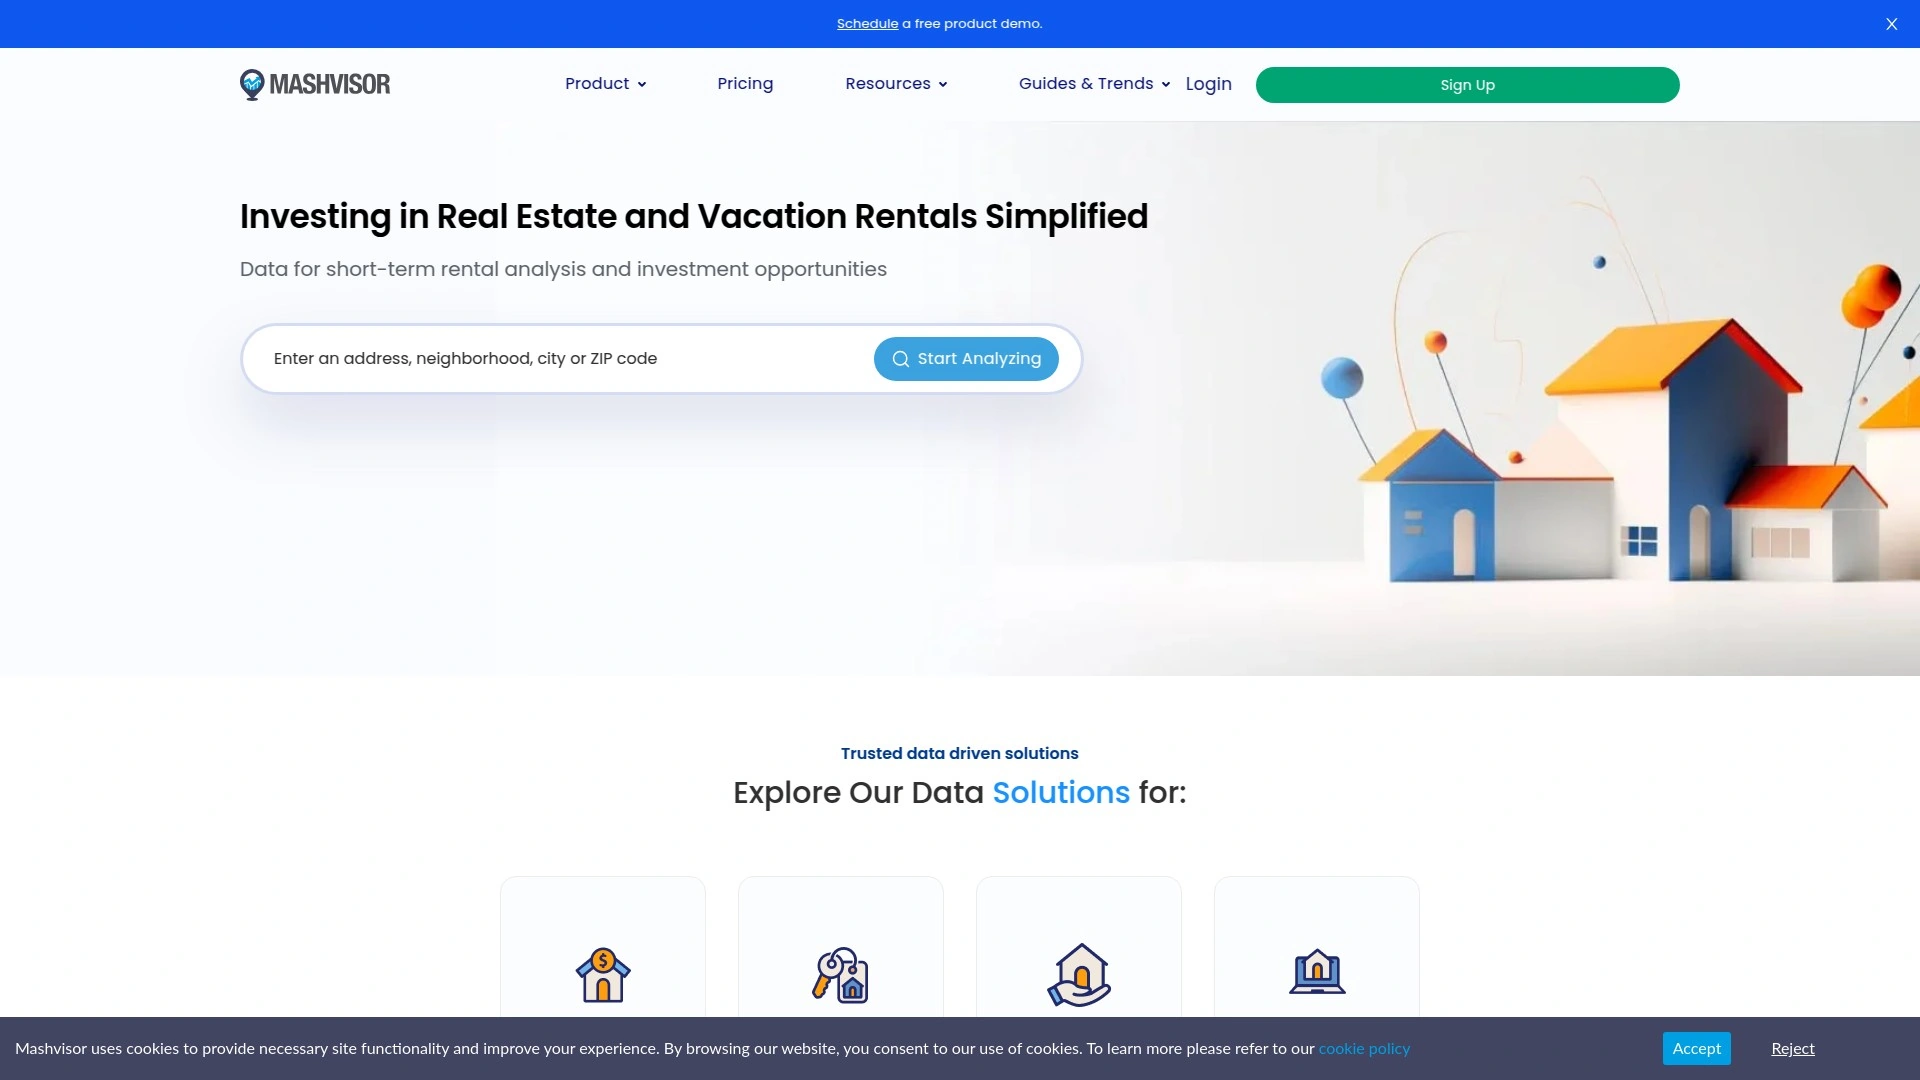 Schedule a free product demo.
X
MASHVISOR
Product
Pricing
Resources
Guides & Trends
Login
Sign Up
Investing in Real Estate and Vacation Rentals Simplified
Data for short-term rental analysis and investment opportunities
Enter an address, neighborhood, city or ZIP code
Start Analyzing
Trusted data driven solutions
Explore Our Data Solutions for:
$
Mashvisor uses cookies to provide necessary site functionality and improve your experience. By browsing our website, you consent to our use of cookies. To learn more please refer to our cookie policy
Accept
Reject